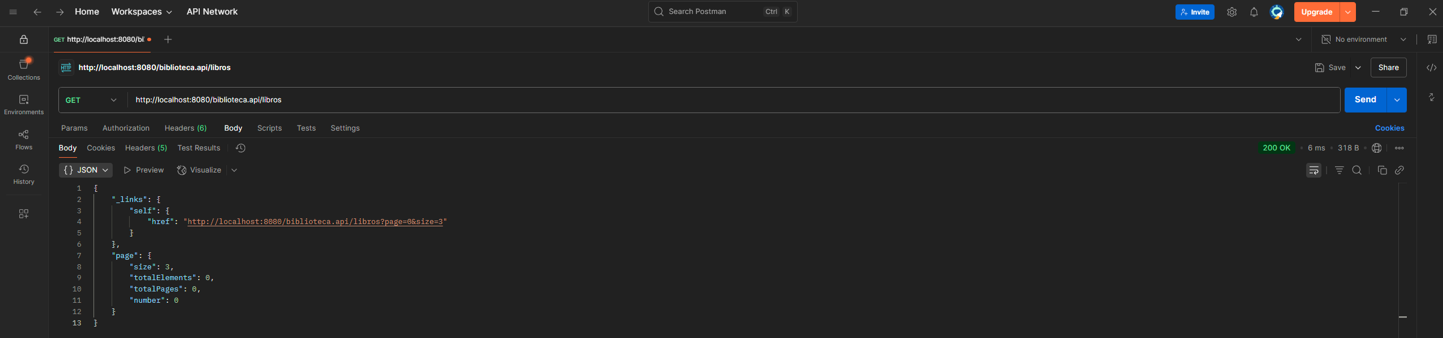 Home Workspaces API Network Search Postman Ctrl K Invite Upgrade
GET http://localhost:8080/bi No environment
Collections
http://localhost:8080/biblioteca.api/libros Save Share
Environments
GET http://localhost:8080/biblioteca.api/libros Send
Flows
Params Authorization Headers (6) Body Scripts Tests Settings Cookies
History
Body Cookies Headers (5) Test Results 200 OK • 6 ms • 318 B
{} JSON Preview Visualize
1 {
2 "_links": {
3 "self": {
4 "href": "http://localhost:8080/biblioteca.api/libros?page=0&size=3"
5 }
6 },
7 "page": {
8 "size": 3,
9 "totalElements": 0,
10 "totalPages": 0,
11 "number": 0
12 }
13 }